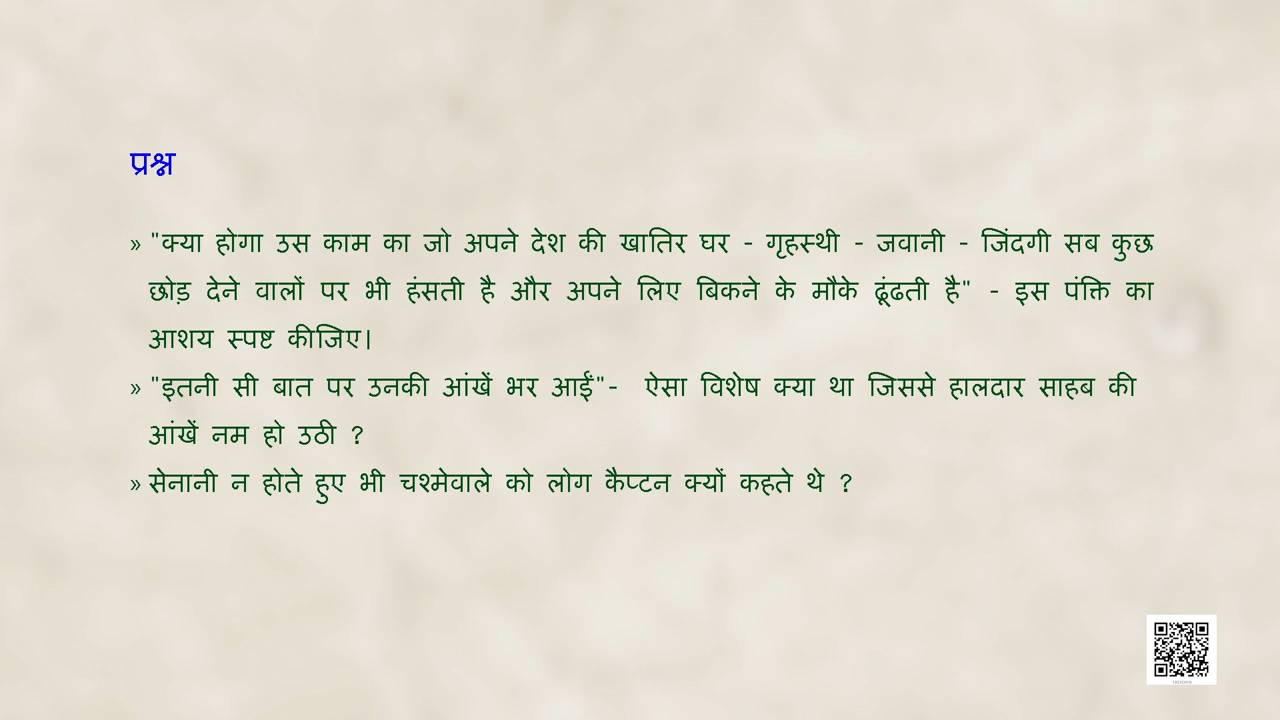 प्रश्न
» "क्या होगा उस काम का जो अपने देश की खातिर घर - गृहस्थी - जवानी - जिंदगी सब कुछ
छोड़ देने वालों पर भी हंसती है और अपने लिए बिकने के मौके ढूंढती है" - इस पंक्ति का
आशय स्पष्ट कीजिए।
» "इतनी सी बात पर उनकी आंखें भर आईं"- ऐसा विशेष क्या था जिससे हालदार साहब की
आंखें नम हो उठी ?
» सेनानी न होते हुए भी चश्मेवाले को लोग कैप्टन क्यों कहते थे ?